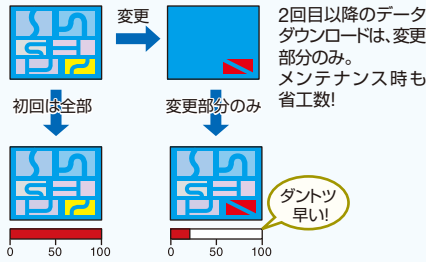 変更
2回目以降のデータ
ダウンロードは、変更
部分のみ。
メンテナンス時も
省工数!
初回は全部
変更部分のみ
ダントツ
早い!
0 50 100
0 50 100